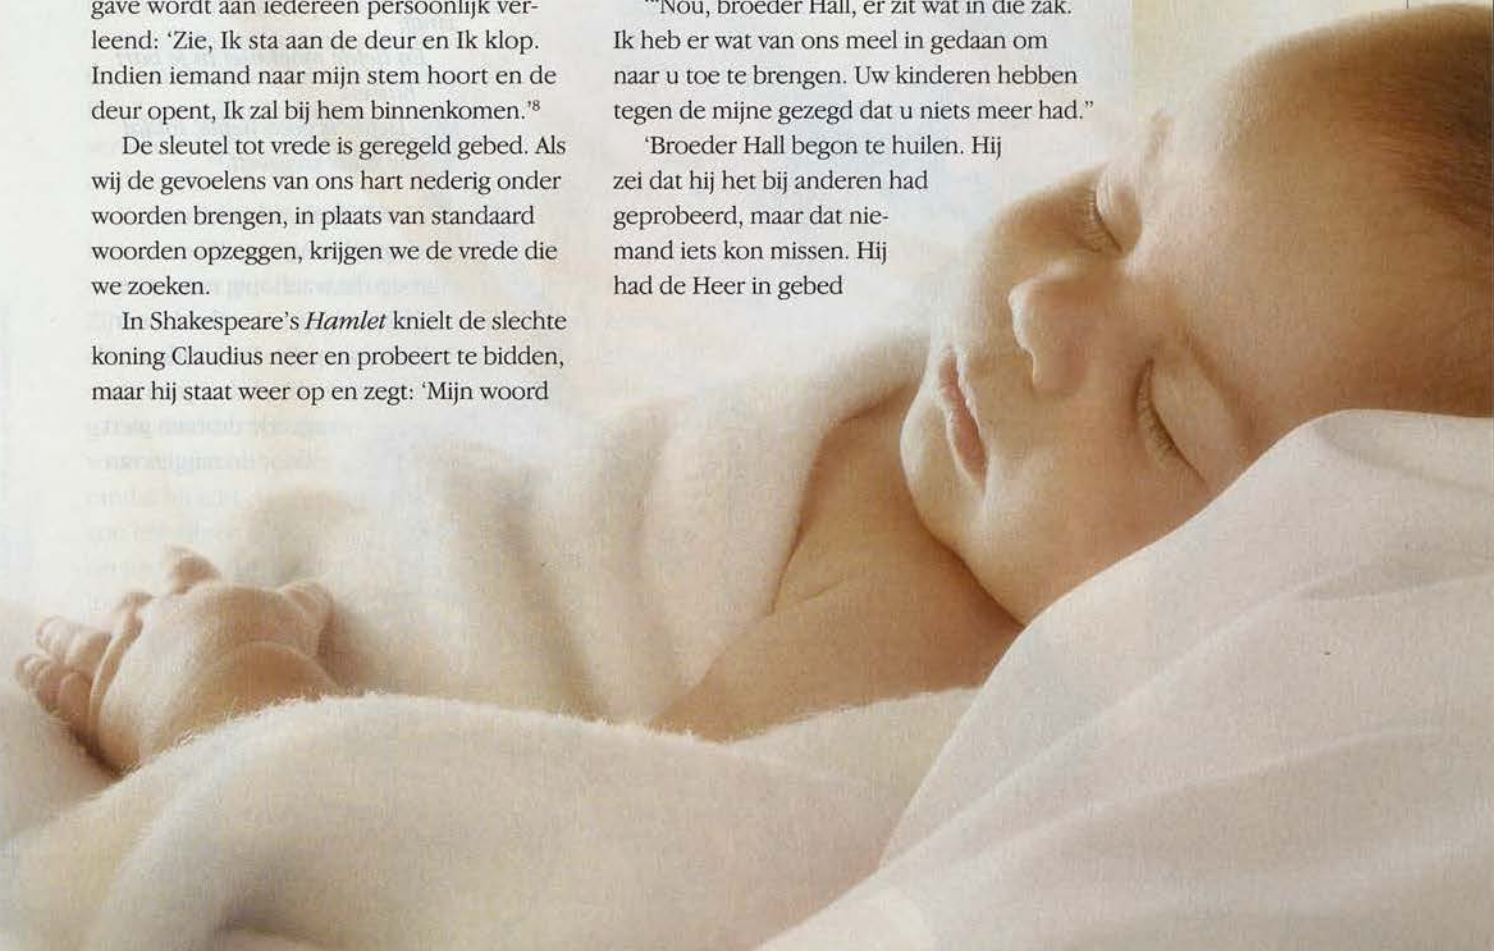 gave wordt aan iedereen persoonlijk ver-
leend: ‘Zie, Ik sta aan de deur en Ik klop.
Indien iemand naar mijn stem hoort en de
deur opent, Ik zal bij hem binnenkomen.’8
De sleutel tot vrede is geregeld gebed. Als
wij de gevoelens van ons hart nederig onder
woorden brengen, in plaats van standaard
woorden opzeggen, krijgen we de vrede die
we zoeken.
In Shakespeare’s Hamlet knielt de slechte
koning Claudius neer en probeert te bidden,
maar hij staat weer op en zegt: ‘Mijn woord
‘“Nou, broeder Hall, er zit wat in die zak.
Ik heb er wat van ons meel in gedaan om
naar u toe te brengen. Uw kinderen hebben
tegen de mijne gezegd dat u niets meer had.”
‘Broeder Hall begon te huilen. Hij
zei dat hij het bij anderen had
geprobeerd, maar dat nie-
mand iets kon missen. Hij
had de Heer in gebed